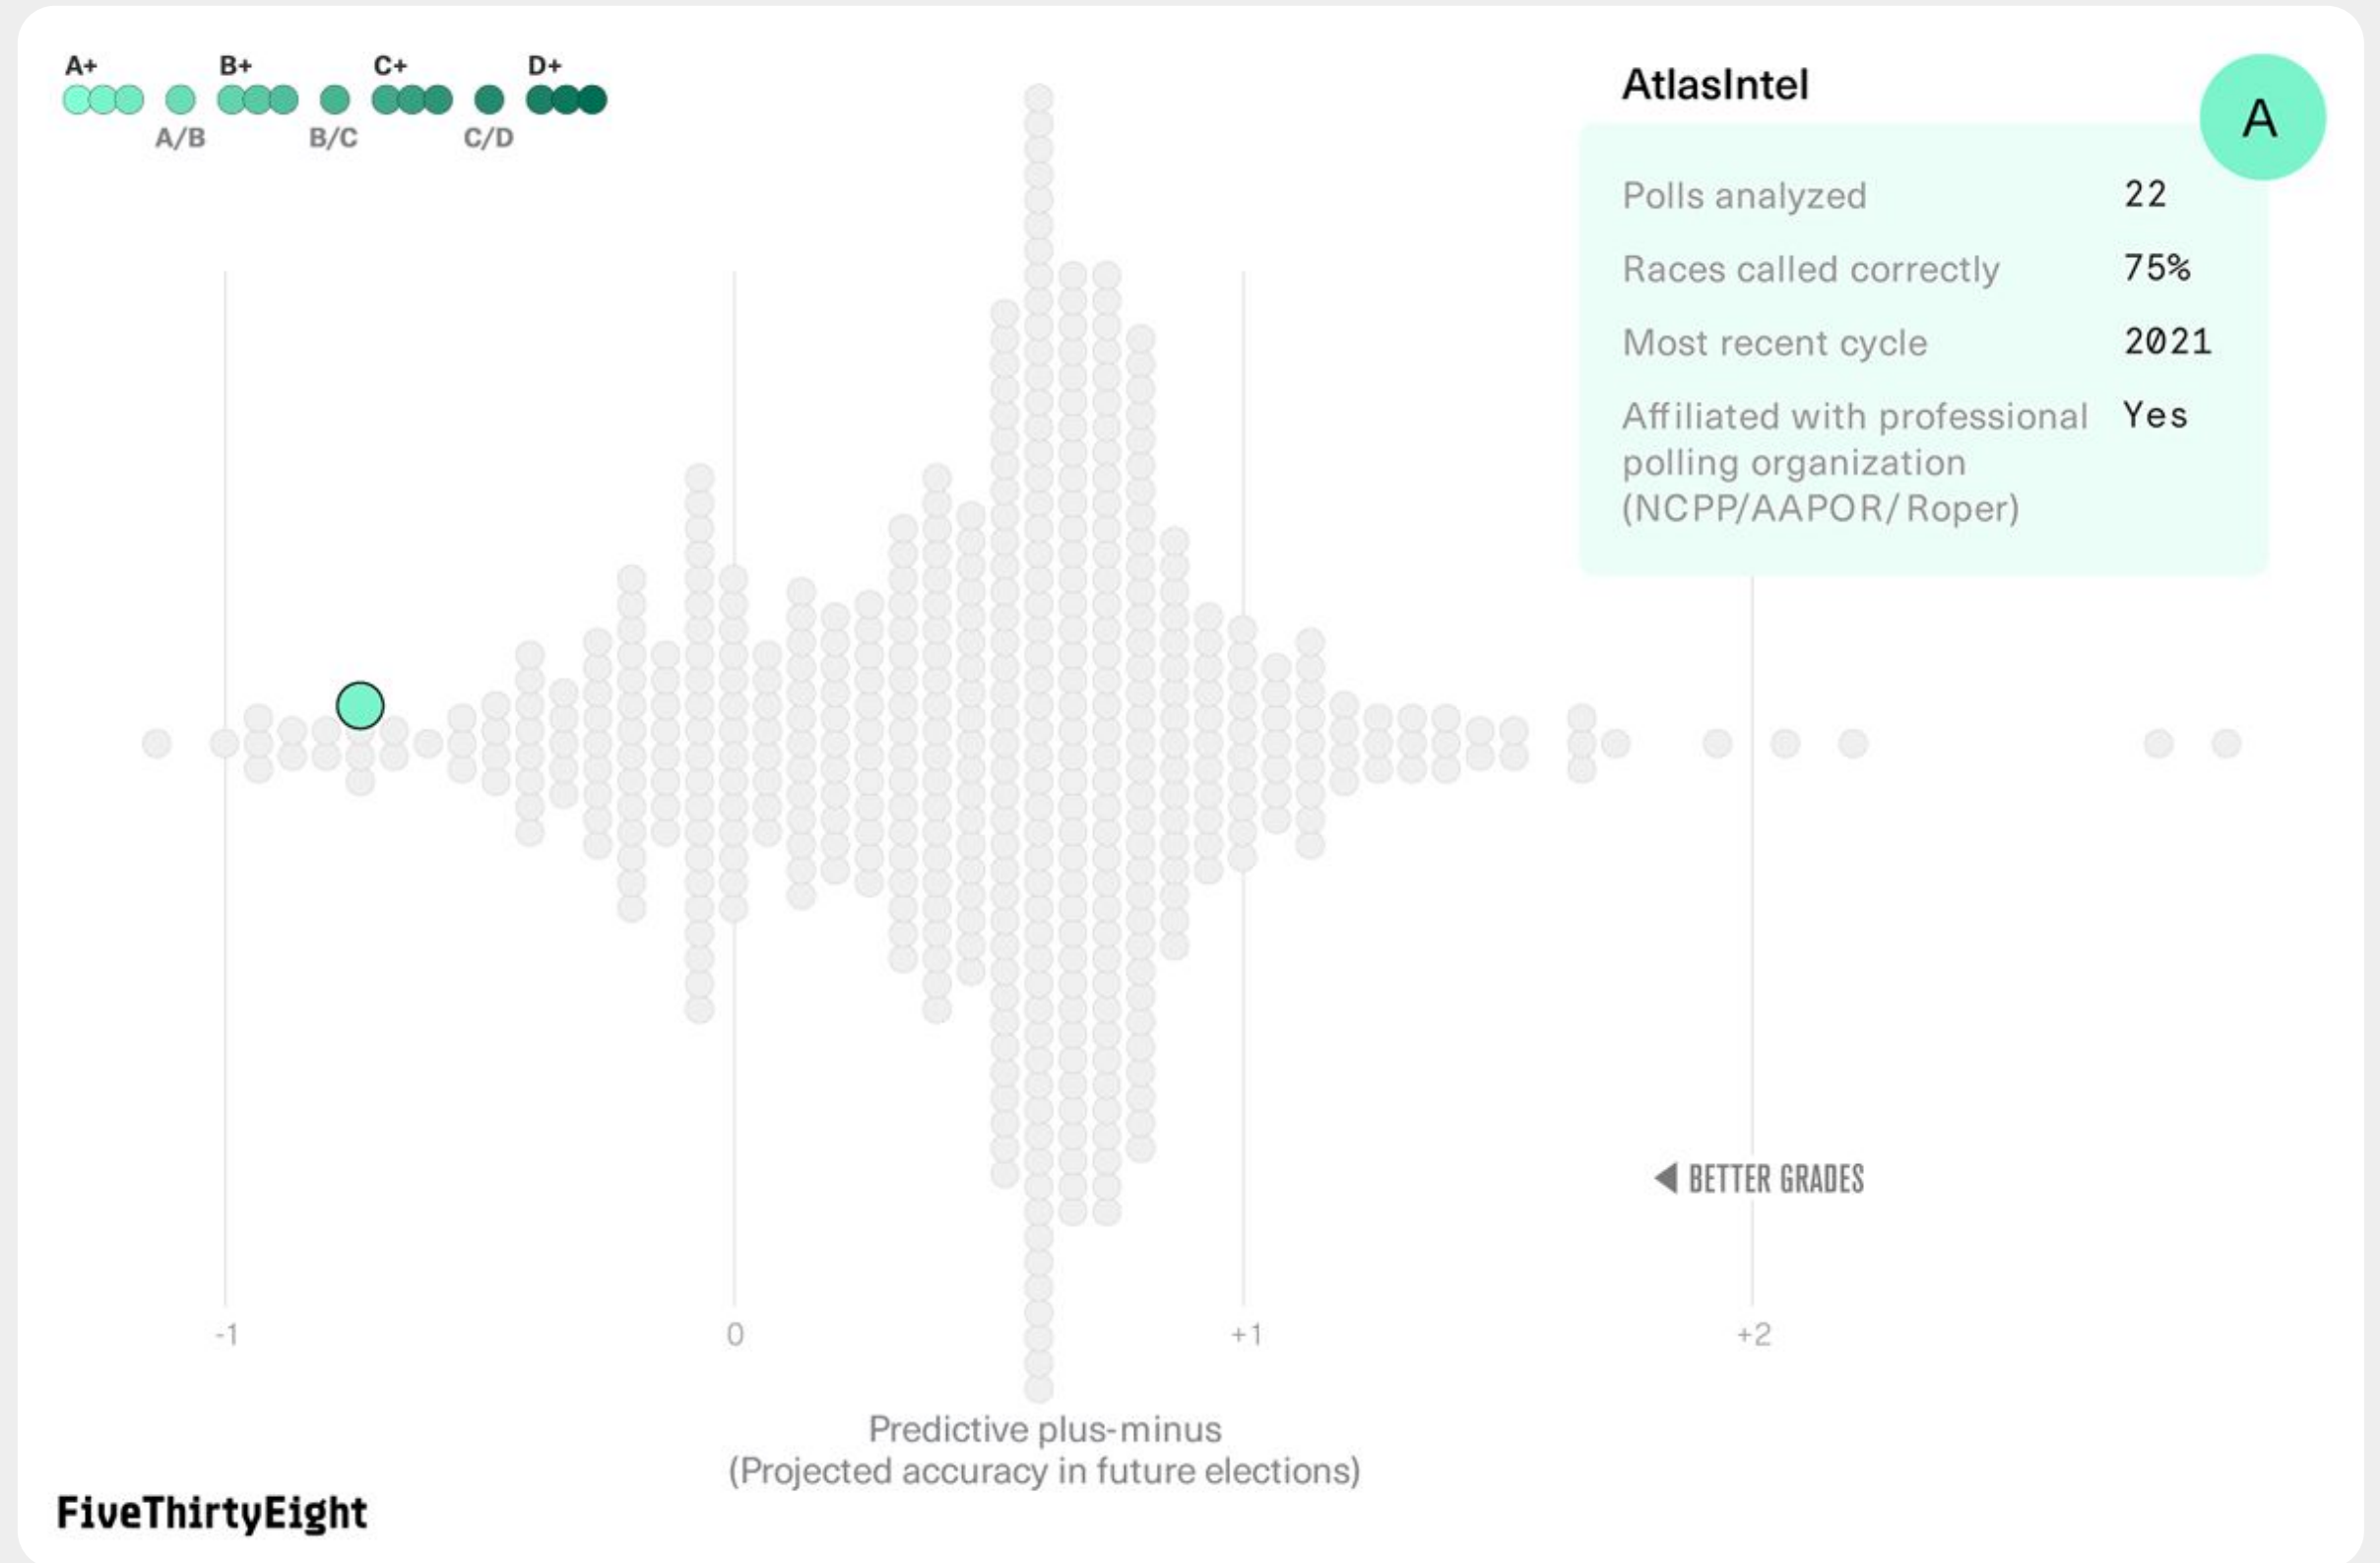 A+ B+ C+ D+
A/B B/C C/D
AtlasIntel
A
Polls analyzed 22
Races called correctly 75%
Most recent cycle 2021
Affiliated with professional Yes
polling organization
(NCPP/AAPOR/Roper)
BETTER GRADES
-1 0 +1 +2
Predictive plus-minus
(Projected accuracy in future elections)
FiveThirtyEight